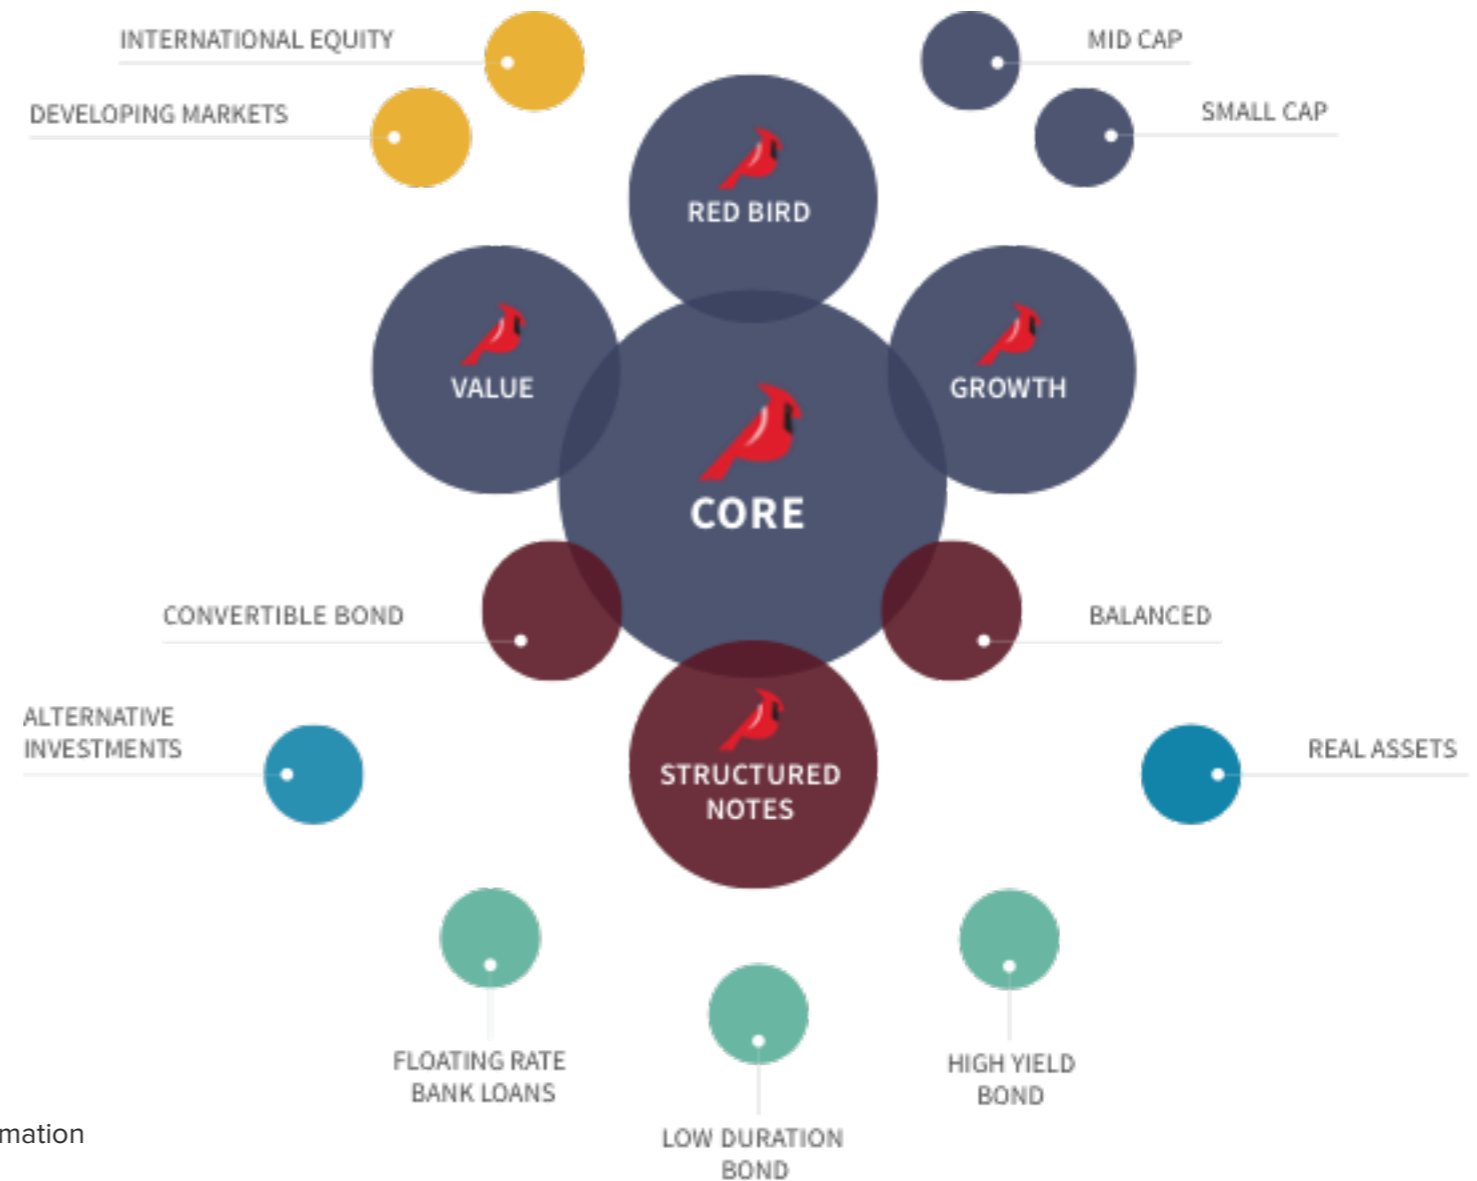 INTERNATIONAL EQUITY
MID CAP
DEVELOPING MARKETS
SMALL CAP
RED BIRD
VALUE
GROWTH
CORE
CONVERTIBLE BOND
BALANCED
ALTERNATIVE
INVESTMENTS
REAL ASSETS
STRUCTURED
NOTES
FLOATING RATE
BANK LOANS
HIGH YIELD
BOND
LOW DURATION
BOND
mation